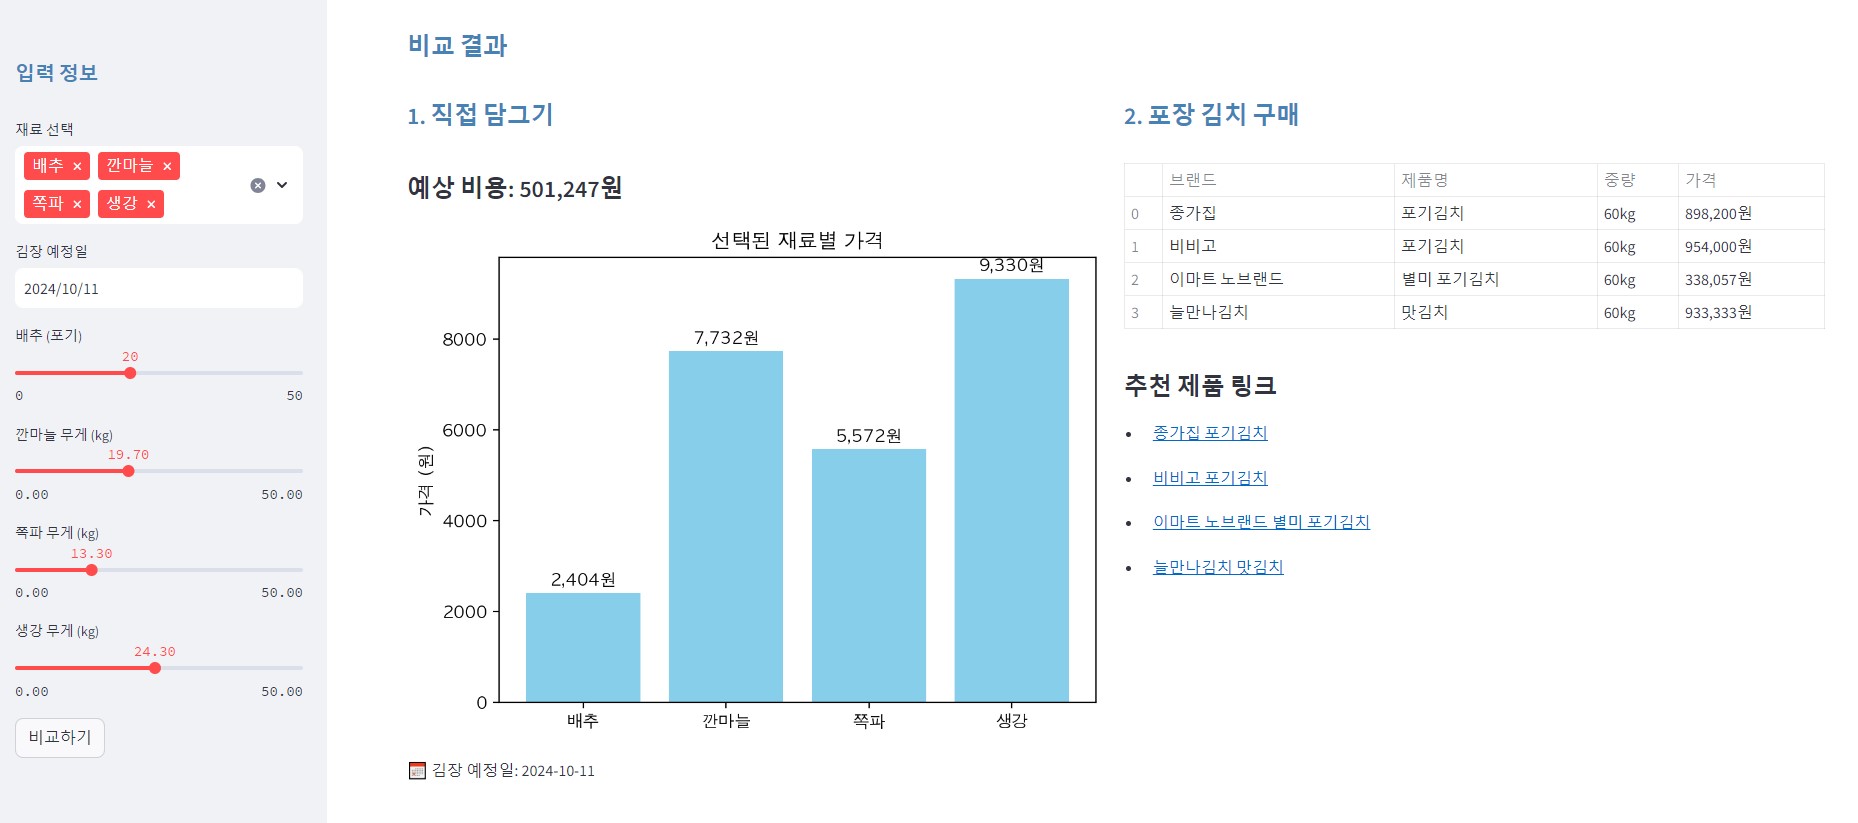 입력 정보
재료 선택
배추 × 깐마늘 ×
쪽파 × 생강 ×
김장 예정일
2024/10/11
배추 (포기)
20
0 50
깐마늘 무게 (kg)
19.70
0.00 50.00
쪽파 무게 (kg)
13.30
0.00 50.00
생강 무게 (kg)
24.30
0.00 50.00
비교하기
비교 결과
1. 직접 담그기
예상 비용: 501,247원
선택된 재료별 가격
가격 (원)
8000
6000
4000
2000
0
2,404원
7,732원
5,572원
9,330원
배추 깐마늘 쪽파 생강
김장 예정일: 2024-10-11
2. 포장 김치 구매
브랜드 제품명 중량 가격
0 종가집 포기김치 60kg 898,200원
1 비비고 포기김치 60kg 954,000원
2 이마트 노브랜드 별미 포기김치 60kg 338,057원
3 늘만나김치 맛김치 60kg 933,333원
추천 제품 링크
• 종가집 포기김치
• 비비고 포기김치
• 이마트 노브랜드 별미 포기김치
• 늘만나김치 맛김치